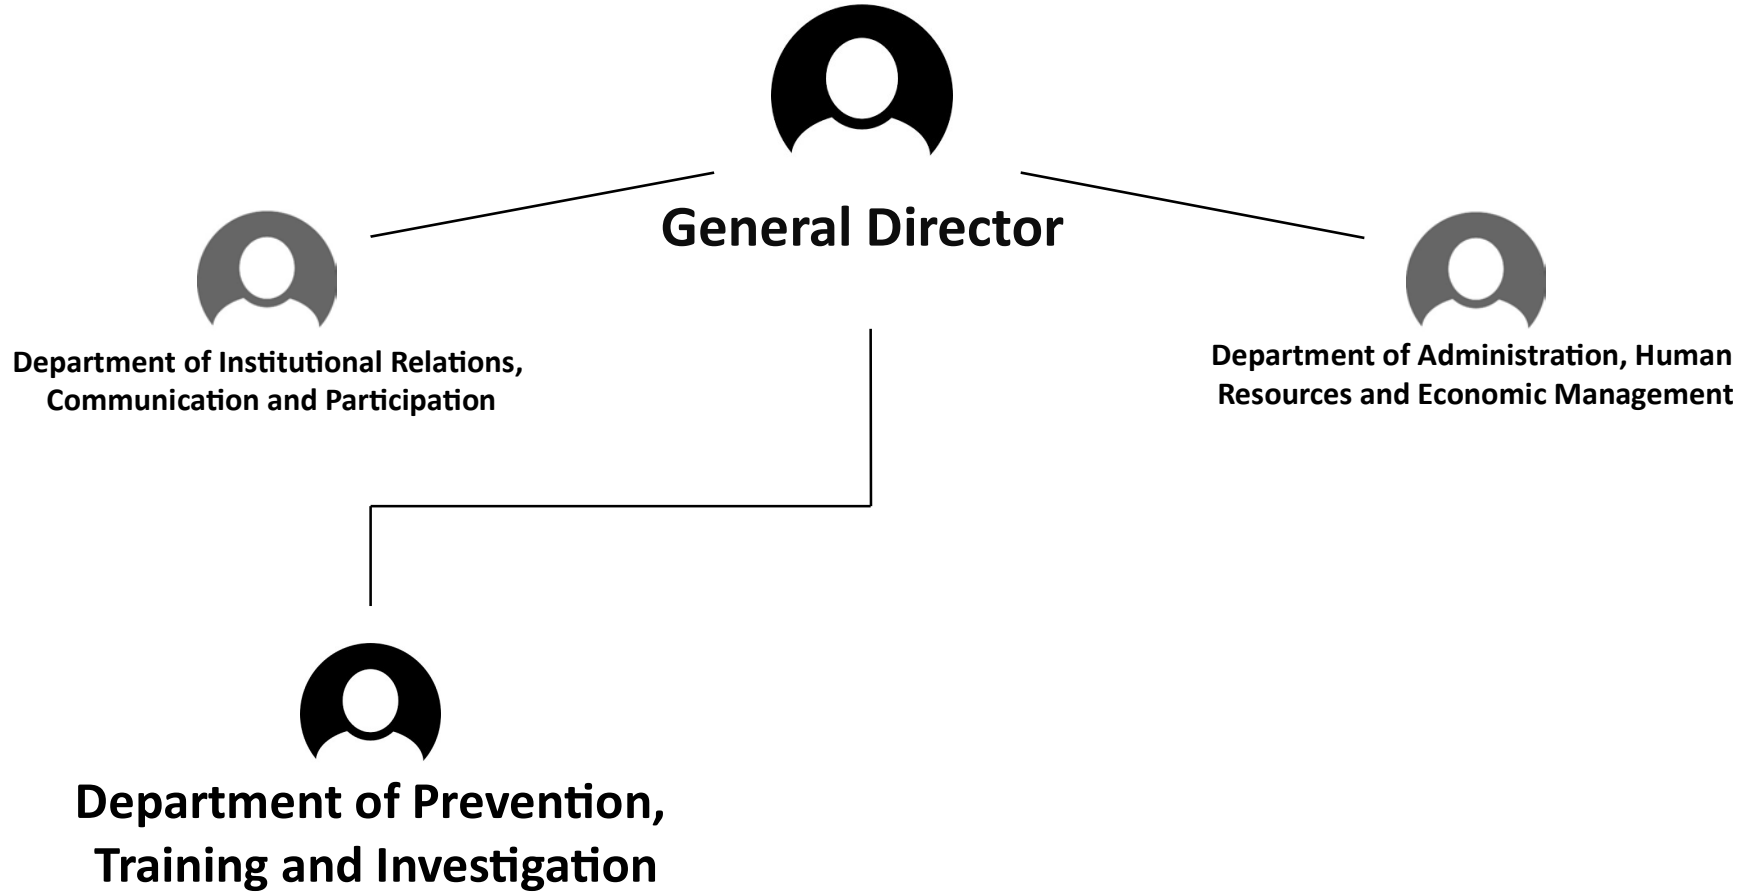 General Director
Department of Institutional Relations,
Communication and Participation
Department of Administration, Human
Resources and Economic Management
Department of Prevention,
Training and Investigation